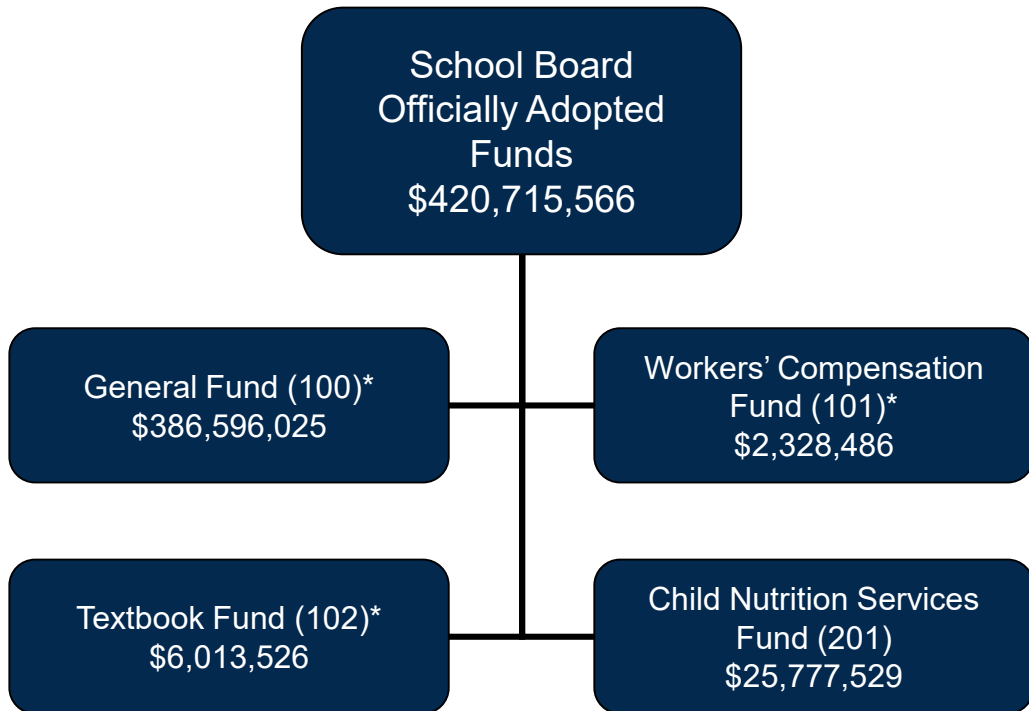 School Board
Officially Adopted
Funds
$420,715,566
General Fund (100)*
$386,596,025
Workers’ Compensation
Fund (101)*
$2,328,486
Textbook Fund (102)*
$6,013,526
Child Nutrition Services
Fund (201)
$25,777,529